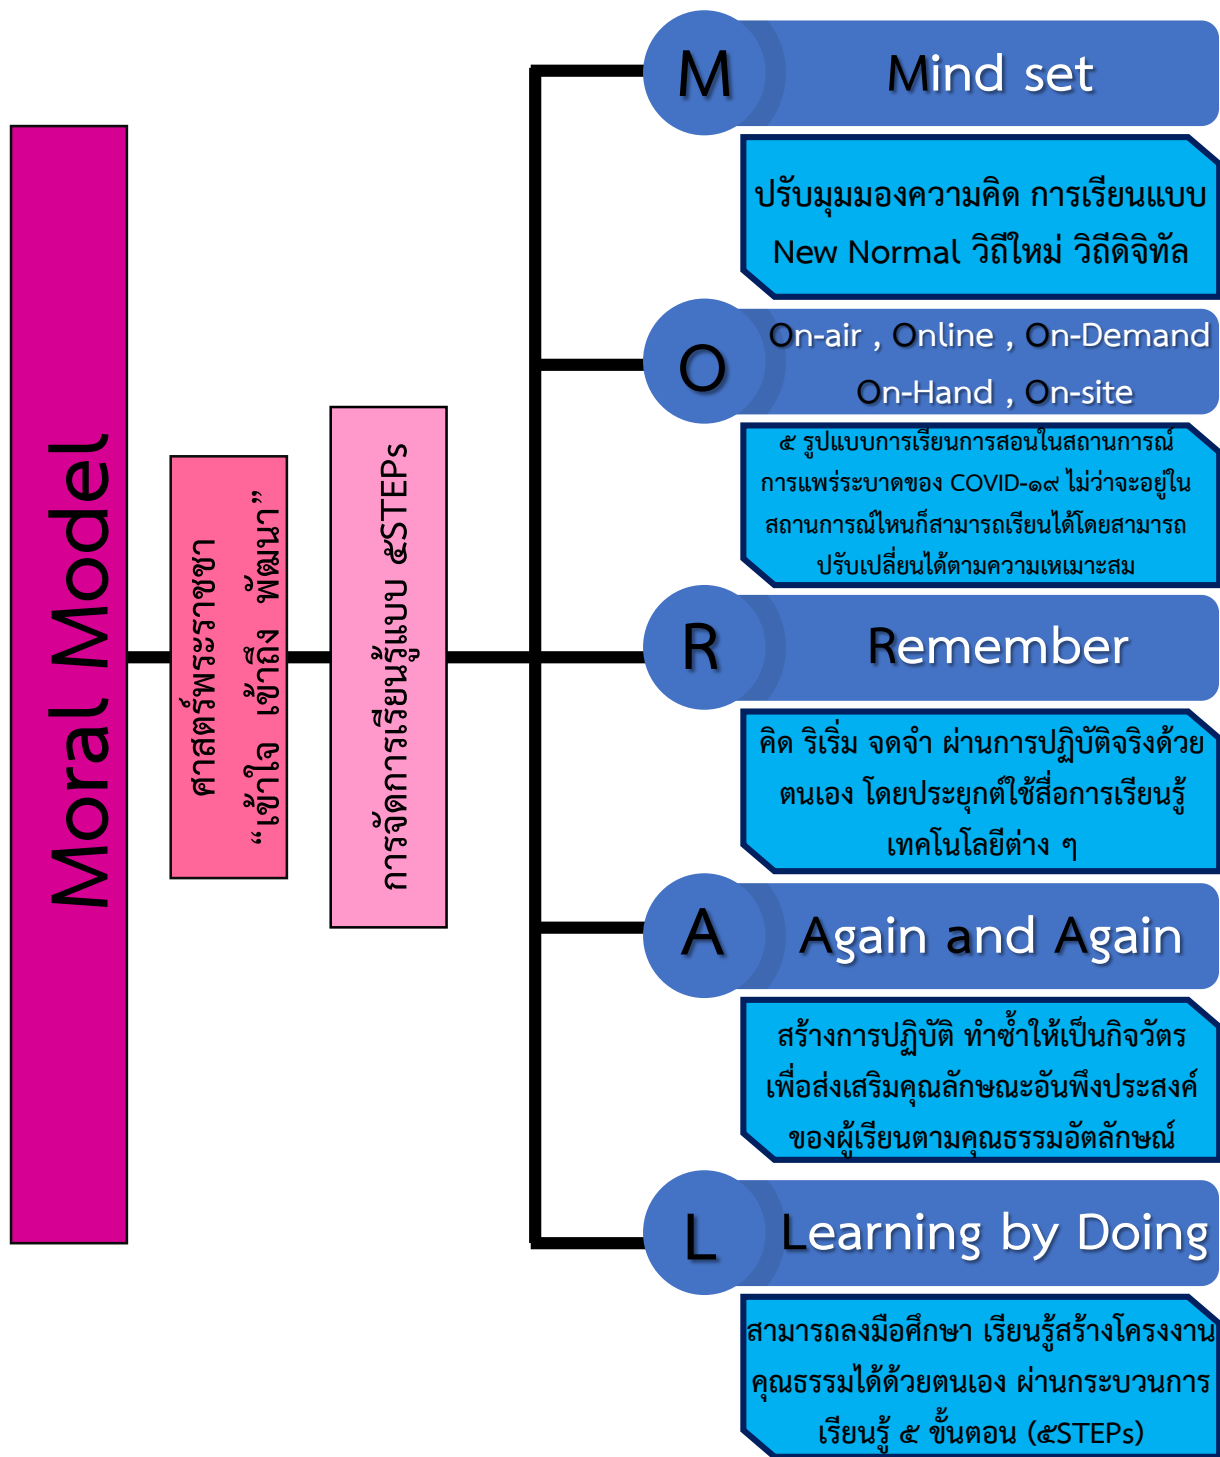 Moral Model
ศาสตร์พระราชชา
“เข้าใจ เข้าถึง พัฒนา”
การจัดการเรียนรู้แบบ ๕STEPs
M
Mind set
ปรับมุมมองความคิด การเรียนแบบ
New Normal วิถีใหม่ วิถีดิจิทัล
O
On-air , Online , On-Demand
On-Hand , On-site
๕ รูปแบบการเรียนการสอนในสถานการณ์
การแพร่ระบาดของ COVID-๑๙ ไม่ว่าจะอยู่ใน
สถานการณ์ไหนก็สามารถเรียนได้โดยสามารถ
ปรับเปลี่ยนได้ตามความเหเมาะสม
R
Remember
คิด ริเริ่ม จดจำ ผ่านการปฏิบัติจริงด้วย
ตนเอง โดยประยุกต์ใช้สื่อการเรียนรู้
เทคโนโลยีต่าง ๆ
A
Again and Again
สร้างการปฏิบัติ ทำซ้ำให้เป็นกิจวัตร
เพื่อส่งเสริมคุณลักษณะอันพึงประสงค์
ของผู้เรียนตามคุณธรรมอัตลักษณ์
L
Learning by Doing
สามารถลงมือศึกษา เรียนรู้สร้างโครงงาน
คุณธรรมได้ด้วยตนเอง ผ่านกระบวนการ
เรียนรู้ ๕ ขั้นตอน (๕STEPs)